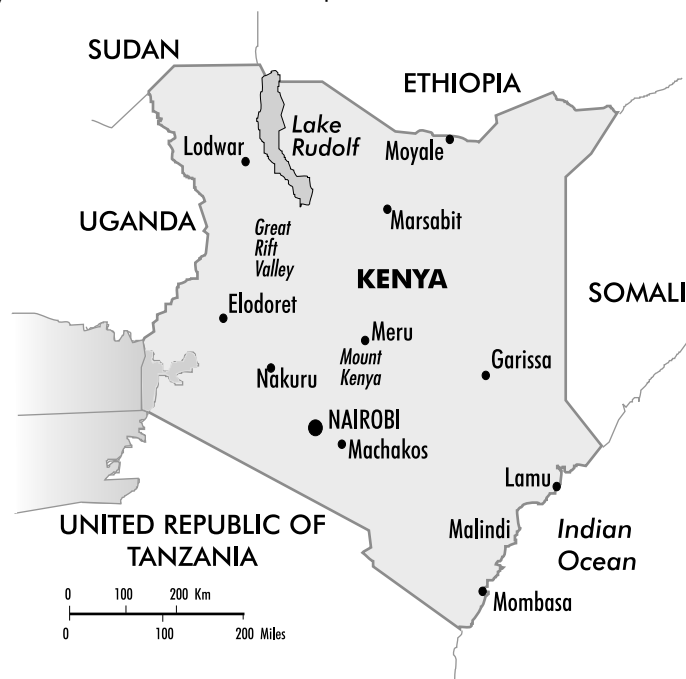 SUDAN
ETHIOPIA
Lake
Rudolf
Lodwar
Moyale
UGANDA
Marsabit
Great
Rift
Valley
KENYA
SOMALI
Elodoret
Meru
Mount
Kenya
Garissa
Nakuru
NAIROBI
Machakos
Lamu
UNITED REPUBLIC OF
TANZANIA
Malindi
Indian
Ocean
0 100 200 Km
0 100 200 Miles
Mombasa